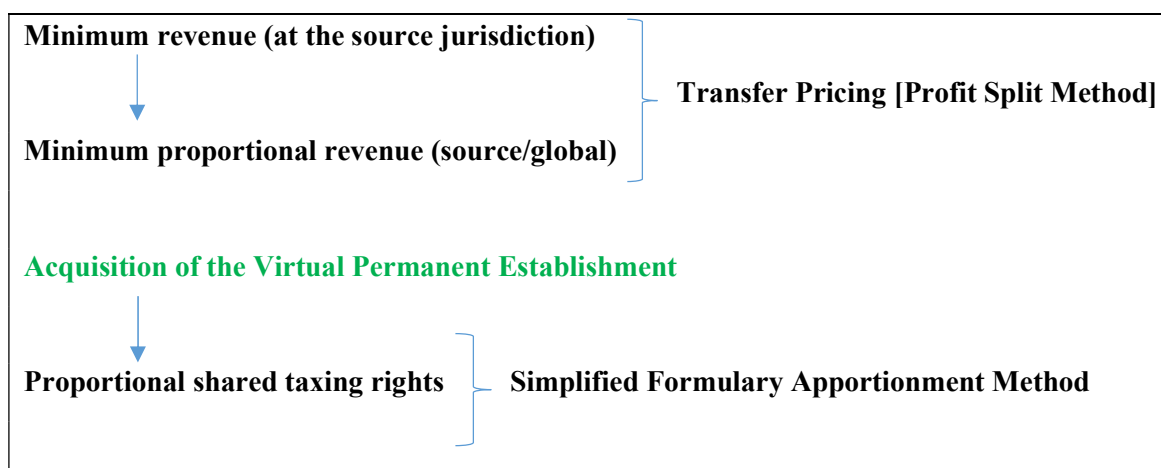 Minimum revenue (at the source jurisdiction)
Transfer Pricing [Profit Split Method]
Minimum proportional revenue (source/global)
Acquisition of the Virtual Permanent Establishment
Proportional shared taxing rights
Simplified Formulary Apportionment Method